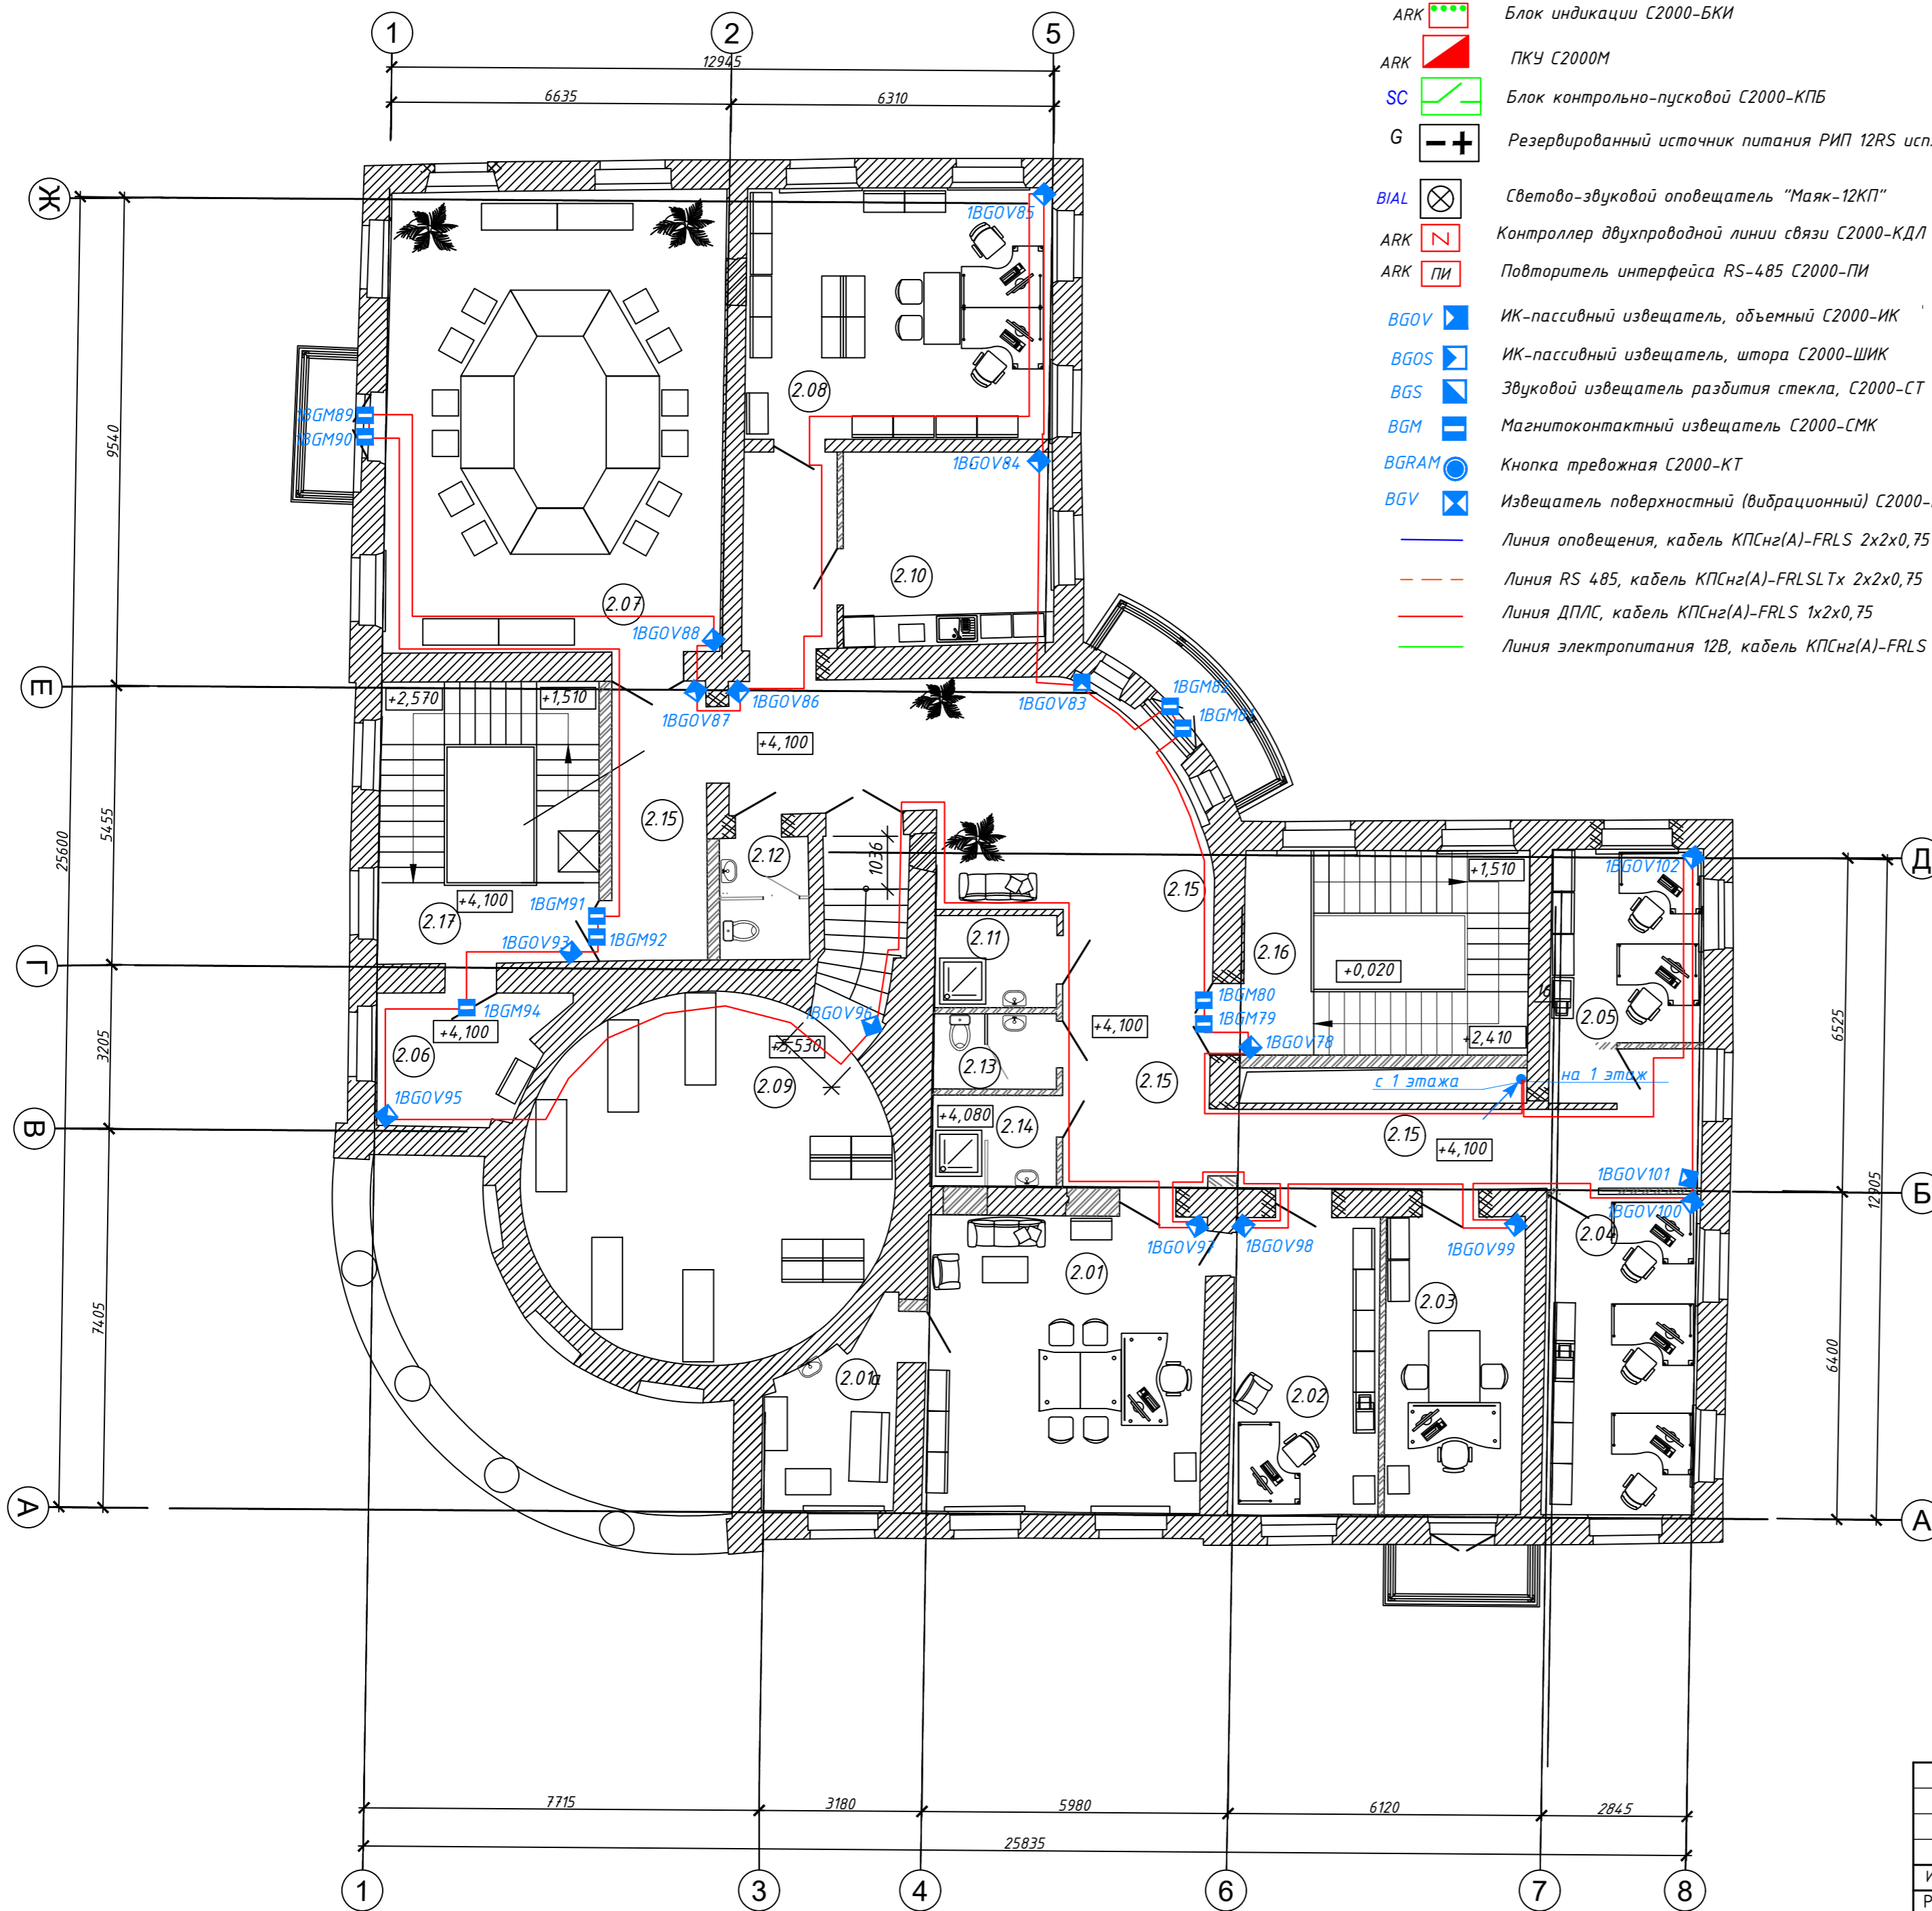 ARK Блок индикации С2000-БКИ
ARK ПКУ С2000М
SC Блок контрольно-пусковой С2000-КПБ
G Резервированный источник питания РИП 12RS исп.
BIAL Светово-звуковой оповещатель "Маяк-12КП"
ARK Контроллер двухпроводной линии связи С2000-КДЛ
ARK ПИ Повторитель интерфейса RS-485 С2000-ПИ
BGOV ИК-пассивный извещатель, объемный С2000-ИК
BGOS ИК-пассивный извещатель, штора С2000-ШИК
BGS Звуковой извещатель разбития стекла, С2000-СТ
BGM Магнитоконтактный извещатель С2000-СМК
BGRAM Кнопка тревожная С2000-КТ
BGV Извещатель поверхностный (вибрационный) С2000-
Линия оповещения, кабель КПСнг(А)-FRLS 2x2x0,75
Линия RS 485, кабель КПСнг(А)-FRLSLTx 2x2x0,75
Линия ДПЛС, кабель КПСнг(А)-FRLS 1x2x0,75
Линия электропитания 12В, кабель КПСнг(А)-FRLS
1 2 5
12945
6635 6310
Ж
1BGOV85
2.08
1BGM89
1BGM90
9540
1BGOV84
2.10
2.07
1BGOV88
Е
+2,570 +1,510
1BGOV87 1BGOV86 1BGOV83
1BGM82
1BGM81
+4,100
5455
25600
2.15
2.12
1036
2.15
+1,510
1BGOV102
Д
+4,100
1BGM91
2.17
1BGOV93 1BGM92
2.11
2.16
+0,020
16
Г
1BGM94
+4,100
1BGOV96
+5,530
+4,100
1BGM80
1BGM79
1BGOV78
+2,410
2.05
6525
3205
2.06
2.09
2.13
2.15
с 1 этажа на 1 этаж
1BGOV95
В
+4,080
2.14
2.15
+4,100
1BGOV101
Б
12905
1BGOV100
1BGOV97 1BGOV98 1BGOV99
2.04
2.01
2.03
7405
2.01а
2.02
6400
А
А
7715 3180 5980 6120 2845
25835
1 3 4 6 7 8